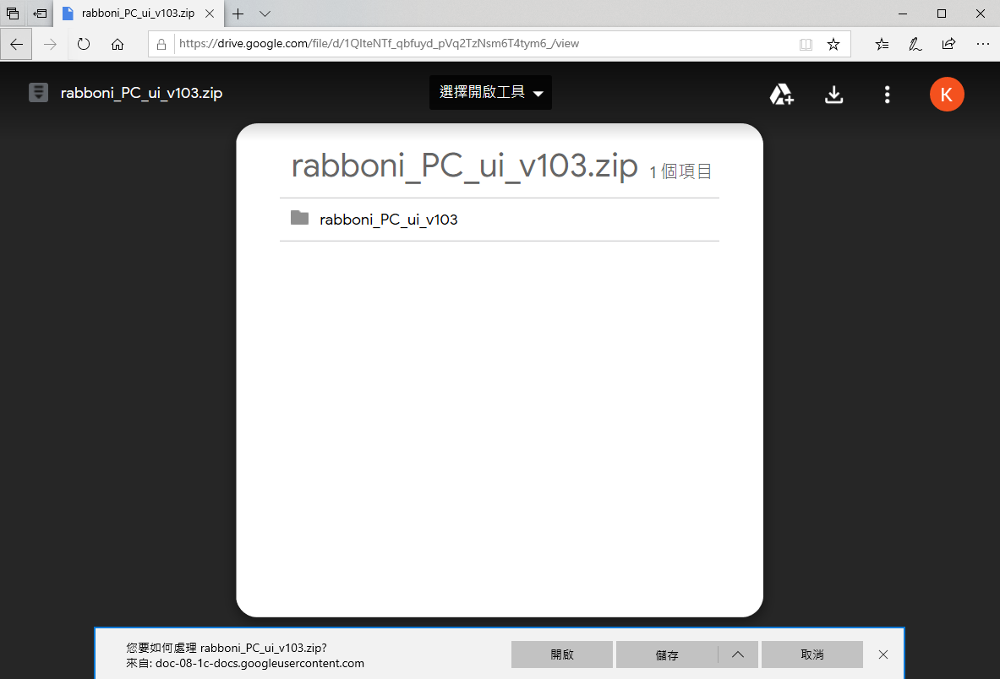 rabboni_PC_ui_v103.zip
https://drive.google.com/file/d/1QIteNTf_qbfuyd_pVq2TzNsm6T4tym6_/view
rabboni_PC_ui_v103.zip
選擇開啟工具
K
rabboni_PC_ui_v103.zip 1 個項目
rabboni_PC_ui_v103
您要如何處理 rabboni_PC_ui_v103.zip?
來自: doc-08-1c-docs.googleusercontent.com
開啟
儲存
取消